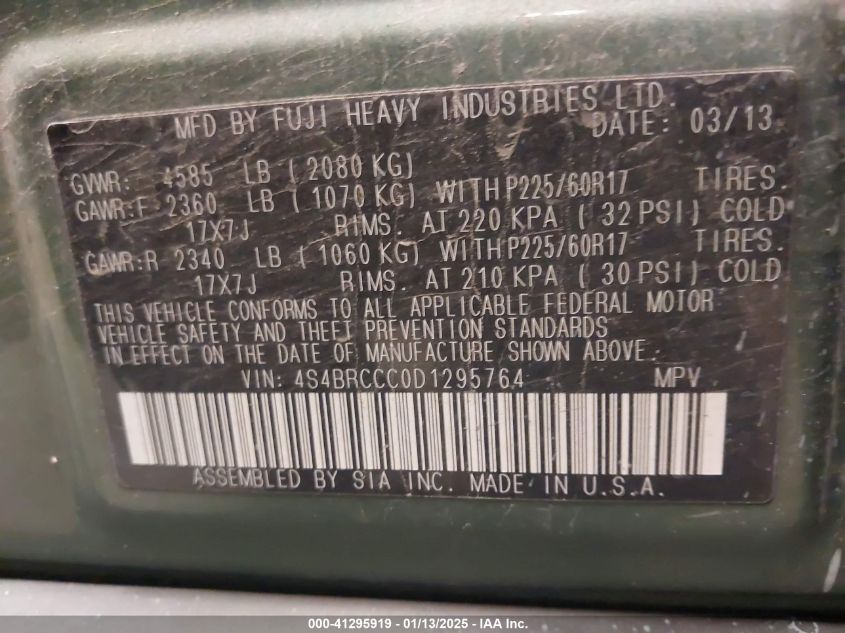 MFD BY FUJI HEAVY INDUSTRIES LTD.
DATE: 03/13
GVWR: 4585 LB ( 2080 KG)
GAWR:F 2360 LB ( 1070 KG) WITH P225/60R17 TIRES.
17X7J RIMS. AT 220 KPA ( 32 PSI) COLD
GAWR:R 2340 LB ( 1060 KG) WITH P225/60R17 TIRES.
17X7J RIMS. AT 210 KPA ( 30 PSI) COLD
THIS VEHICLE CONFORMS TO ALL APPLICABLE FEDERAL MOTOR
VEHICLE SAFETY AND THEFT PREVENTION STANDARDS
IN EFFECT ON THE DATE OF MANUFACTURE SHOWN ABOVE.
VIN: 4S4BRCCC0D1295764 MPV
ASSEMBLED BY SIA INC. MADE IN U.S.A.
000-41295919 - 01/13/2025 - IAA Inc.